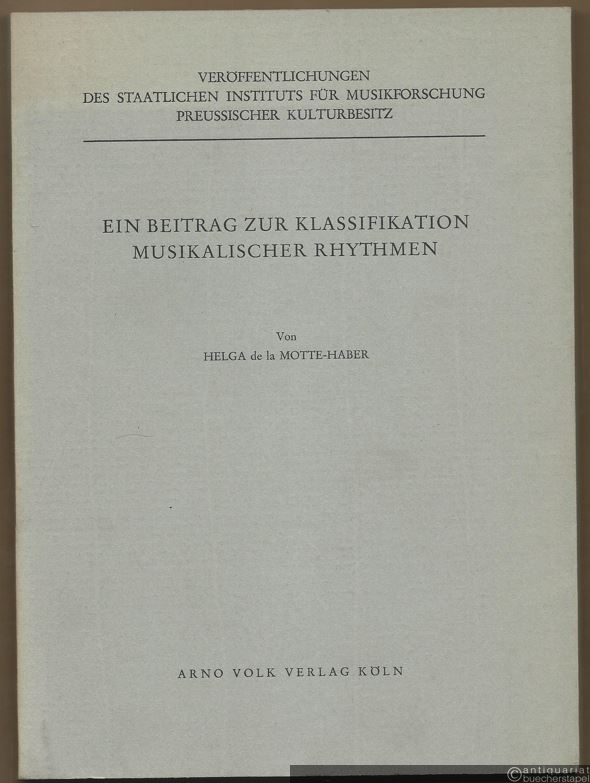 VERÖFFENTLICHUNGEN
DES STAATLICHEN INSTITUTS FÜR MUSIKFORSCHUNG
PREUSSISCHER KULTURBESITZ
EIN BEITRAG ZUR KLASSIFIKATION
MUSIKALISCHER RHYTHMEN
Von
HELGA de la MOTTE-HABER
ARNO VOLK VERLAG KÖLN
©antiquariat
buecherstapel